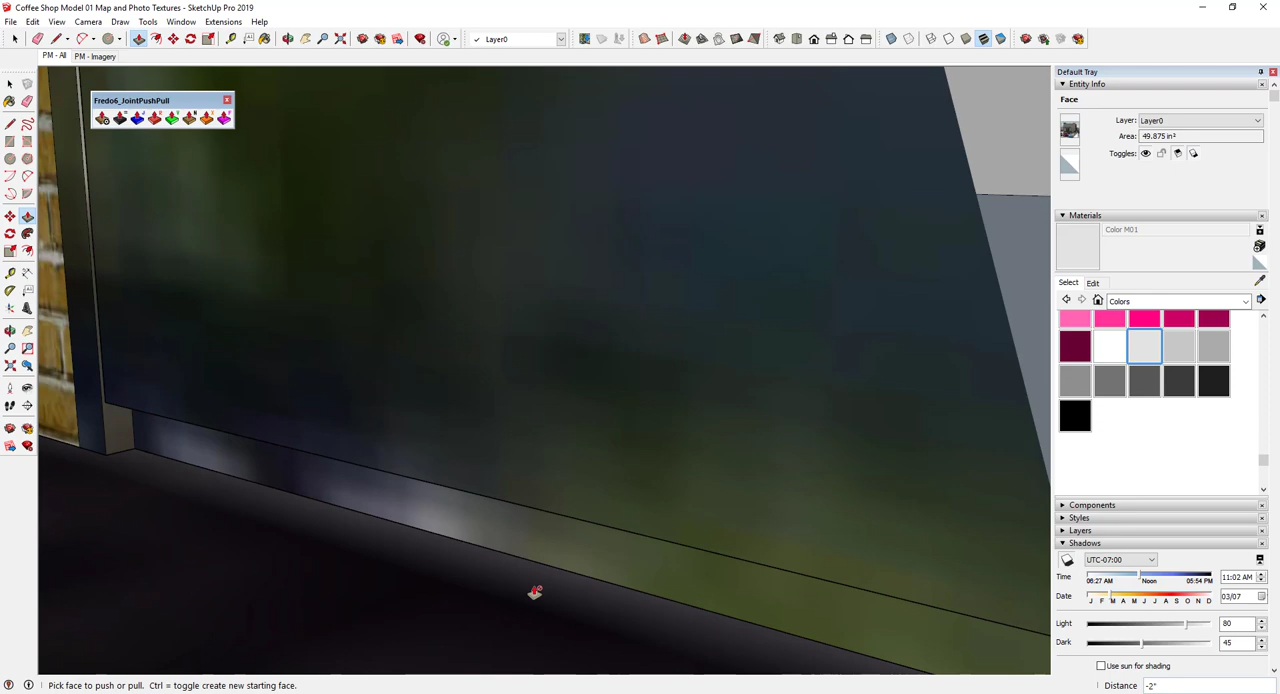 Coffee Shop Model 01 Map and Photo Textures - SketchUp Pro 2019
File Edit View Camera Draw Tools Window Extensions Help
Layer0
PM - All PM - Imagery
Fredo6_JointPushPull
Default Tray
Entity Info
Face
Layer: Layer0
Area: 49.875 in²
Toggles:
Materials
Color M01
Select Edit
Colors
Components
Styles
Layers
Shadows
UTC-07:00
Time 06:27 AM Noon 05:54 PM 11:02 AM
Date J F M A M J J A S O N D 03/07
Light 80
Dark 45
Use sun for shading
Pick face to push or pull. Ctrl = toggle create new starting face.
Distance -2"